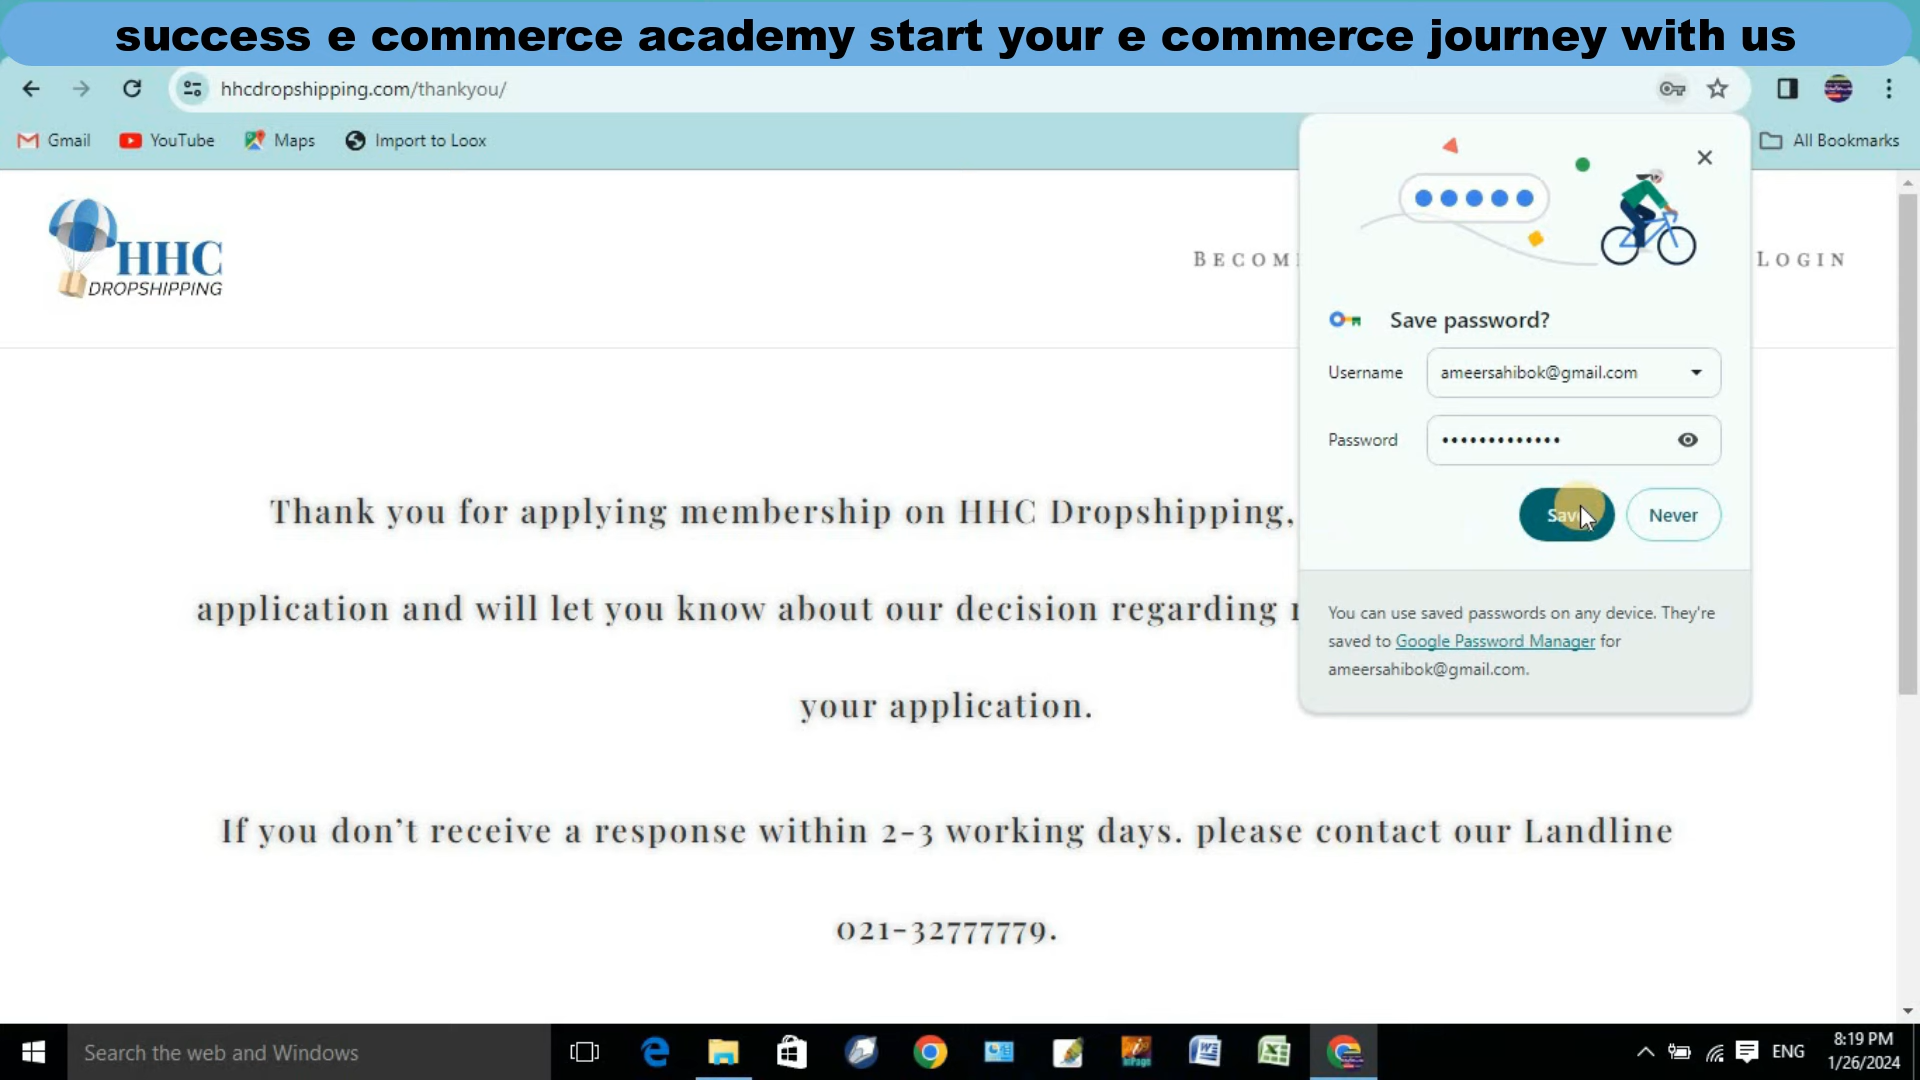 success e commerce academy start your e commerce journey with us
hhcdropshipping.com/thankyou/
Gmail YouTube Maps Import to Loox All Bookmarks
HHC
DROPSHIPPING
BECOM LOGIN
Save password?
Username ameersahibok@gmail.com
Password •••••••••••••
Save Never
You can use saved passwords on any device. They're
saved to Google Password Manager for
ameersahibok@gmail.com.
Thank you for applying membership on HHC Dropshipping,
application and will let you know about our decision regarding
your application.
If you don’t receive a response within 2-3 working days. please contact our Landline
021-32777779.
Search the web and Windows
ENG
8:19 PM
1/26/2024